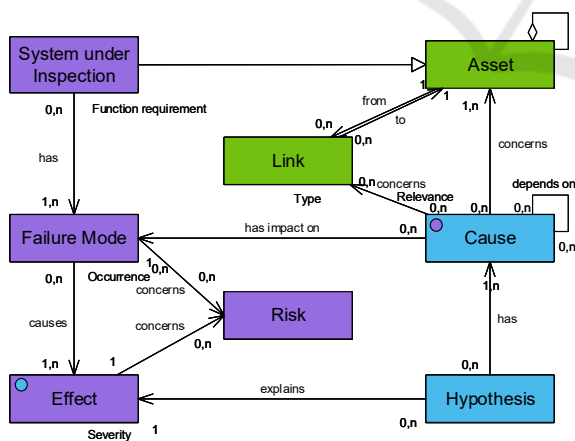 System under
Inspection
Asset
0,n
Function requirement
1
1
1,n
from
to
0,n
0,n
has
Link
concerns
0,n
concerns
depends on
Type
Relevance
1,n
0,n
0,n
0,n
Failure Mode
has impact on
0,n
Cause
0,n
0,n
Occurrence
1
0,n
0,n
concerns
1,n
causes
concerns
Risk
has
0,n
1,n
1
0,n
Effect
explains
Hypothesis
Severity
1
0,n